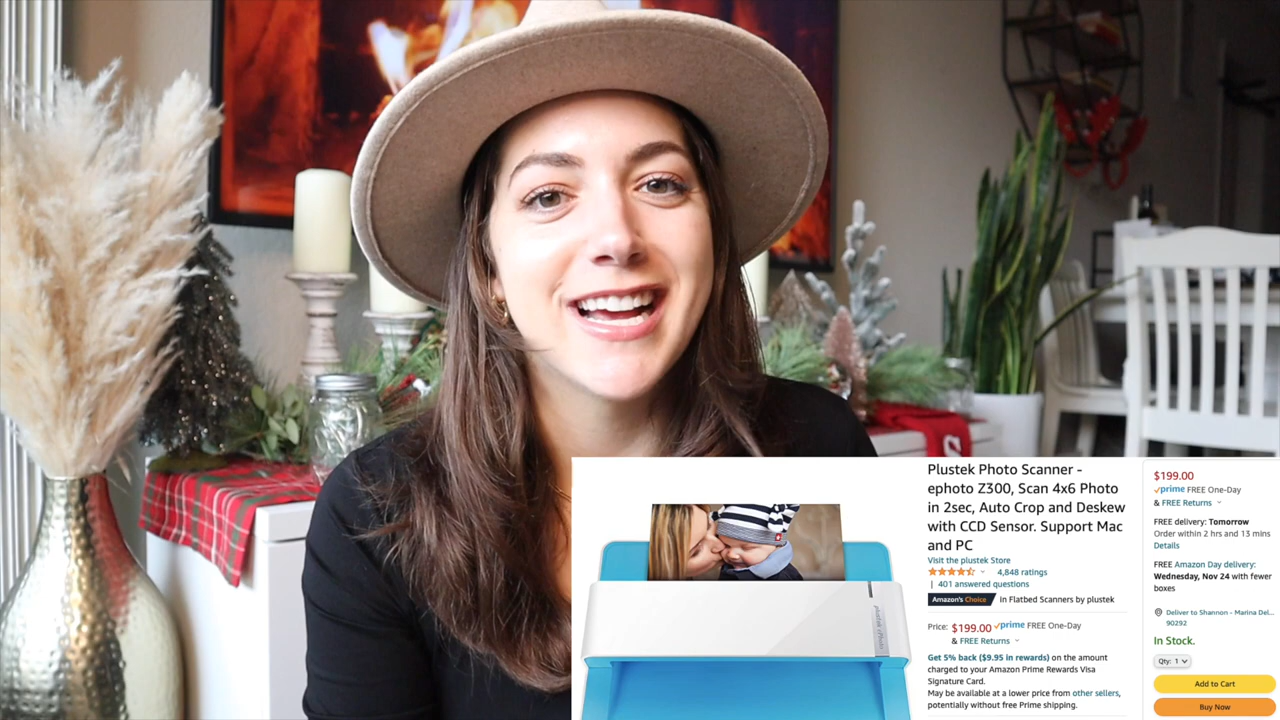 Plustek Photo Scanner -
ephoto Z300, Scan 4x6 Photo
in 2sec, Auto Crop and Deskew
with CCD Sensor. Support Mac
and PC
Visit the plustek Store
4,848 ratings
| 401 answered questions
Amazon's Choice in Flatbed Scanners by plustek
Price: $199.00 prime FREE One-Day
& FREE Returns
Get 5% back ($9.95 in rewards) on the amount
charged to your Amazon Prime Rewards Visa
Signature Card.
May be available at a lower price from other sellers,
potentially without free Prime shipping.
$199.00
prime FREE One-Day
& FREE Returns
FREE delivery: Tomorrow
Order within 2 hrs and 13 mins
Details
FREE Amazon Day delivery:
Wednesday, Nov 24 with fewer
boxes
Deliver to Shannon - Marina Del...
90292
In Stock.
Qty: 1
Add to Cart
Buy Now